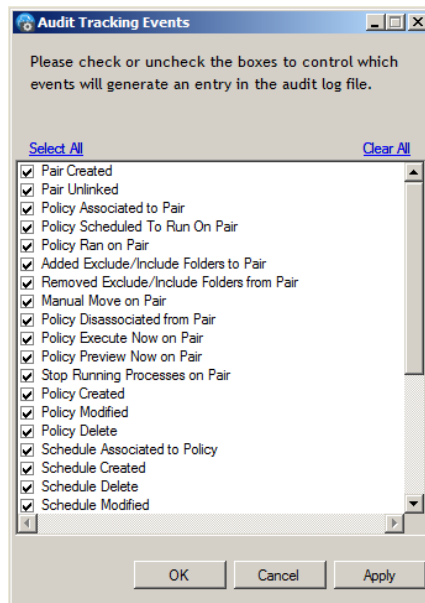 Audit Tracking Events
Please check or uncheck the boxes to control which
events will generate an entry in the audit log file.
Select All Clear All
Pair Created
Pair Unlinked
Policy Associated to Pair
Policy Scheduled To Run On Pair
Policy Ran on Pair
Added Exclude/Include Folders to Pair
Removed Exclude/Include Folders from Pair
Manual Move on Pair
Policy Disassociated from Pair
Policy Execute Now on Pair
Policy Preview Now on Pair
Stop Running Processes on Pair
Policy Created
Policy Modified
Policy Delete
Schedule Associated to Policy
Schedule Created
Schedule Delete
Schedule Modified
OK Cancel Apply